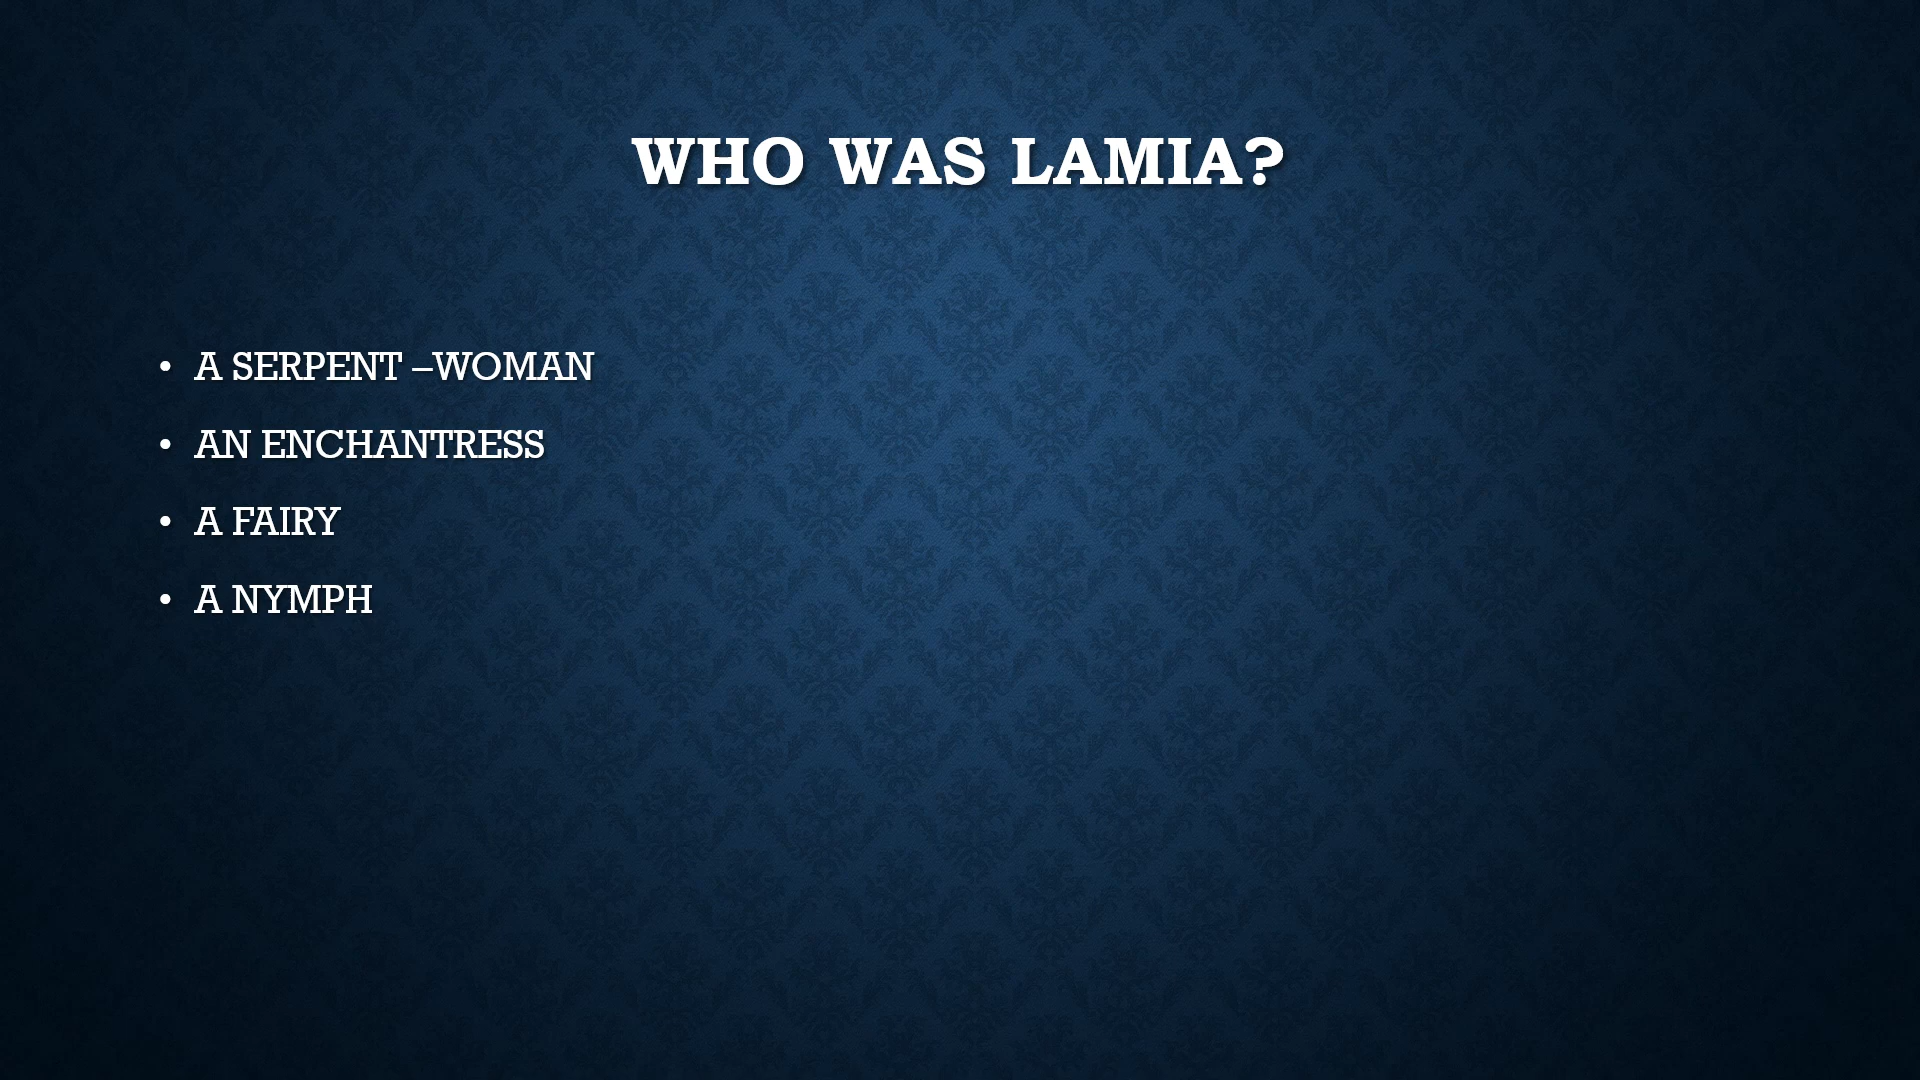 WHO WAS LAMIA?
• A SERPENT –WOMAN
• AN ENCHANTRESS
• A FAIRY
• A NYMPH